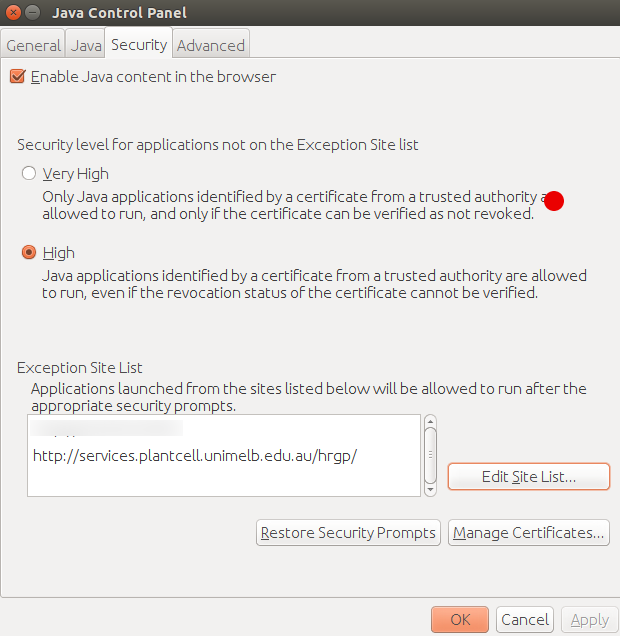 Java Control Panel
General Java Security Advanced
Enable Java content in the browser
Security level for applications not on the Exception Site list
Very High
Only Java applications identified by a certificate from a trusted authority
allowed to run, and only if the certificate can be verified as not revoked.
High
Java applications identified by a certificate from a trusted authority are allowed
to run, even if the revocation status of the certificate cannot be verified.
Exception Site List
Applications launched from the sites listed below will be allowed to run after the
appropriate security prompts.
http://services.plantcell.unimelb.edu.au/hrgp/
Edit Site List...
Restore Security Prompts Manage Certificates...
OK Cancel Apply